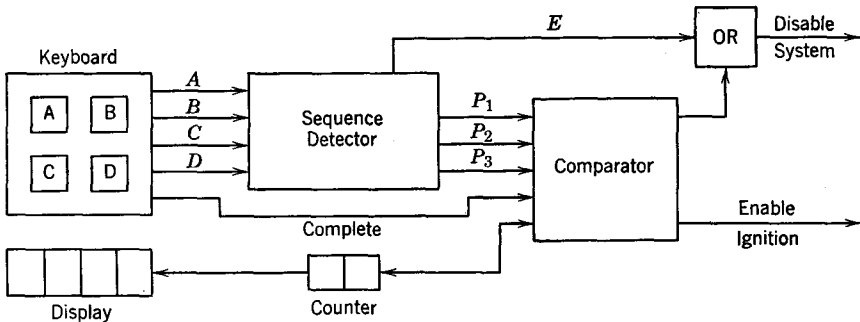 E
OR
Disable
System
Keyboard
A
B
C
D
A
B
C
D
Sequence
Detector
P1
P2
P3
Comparator
Complete
Enable
Ignition
Display
Counter